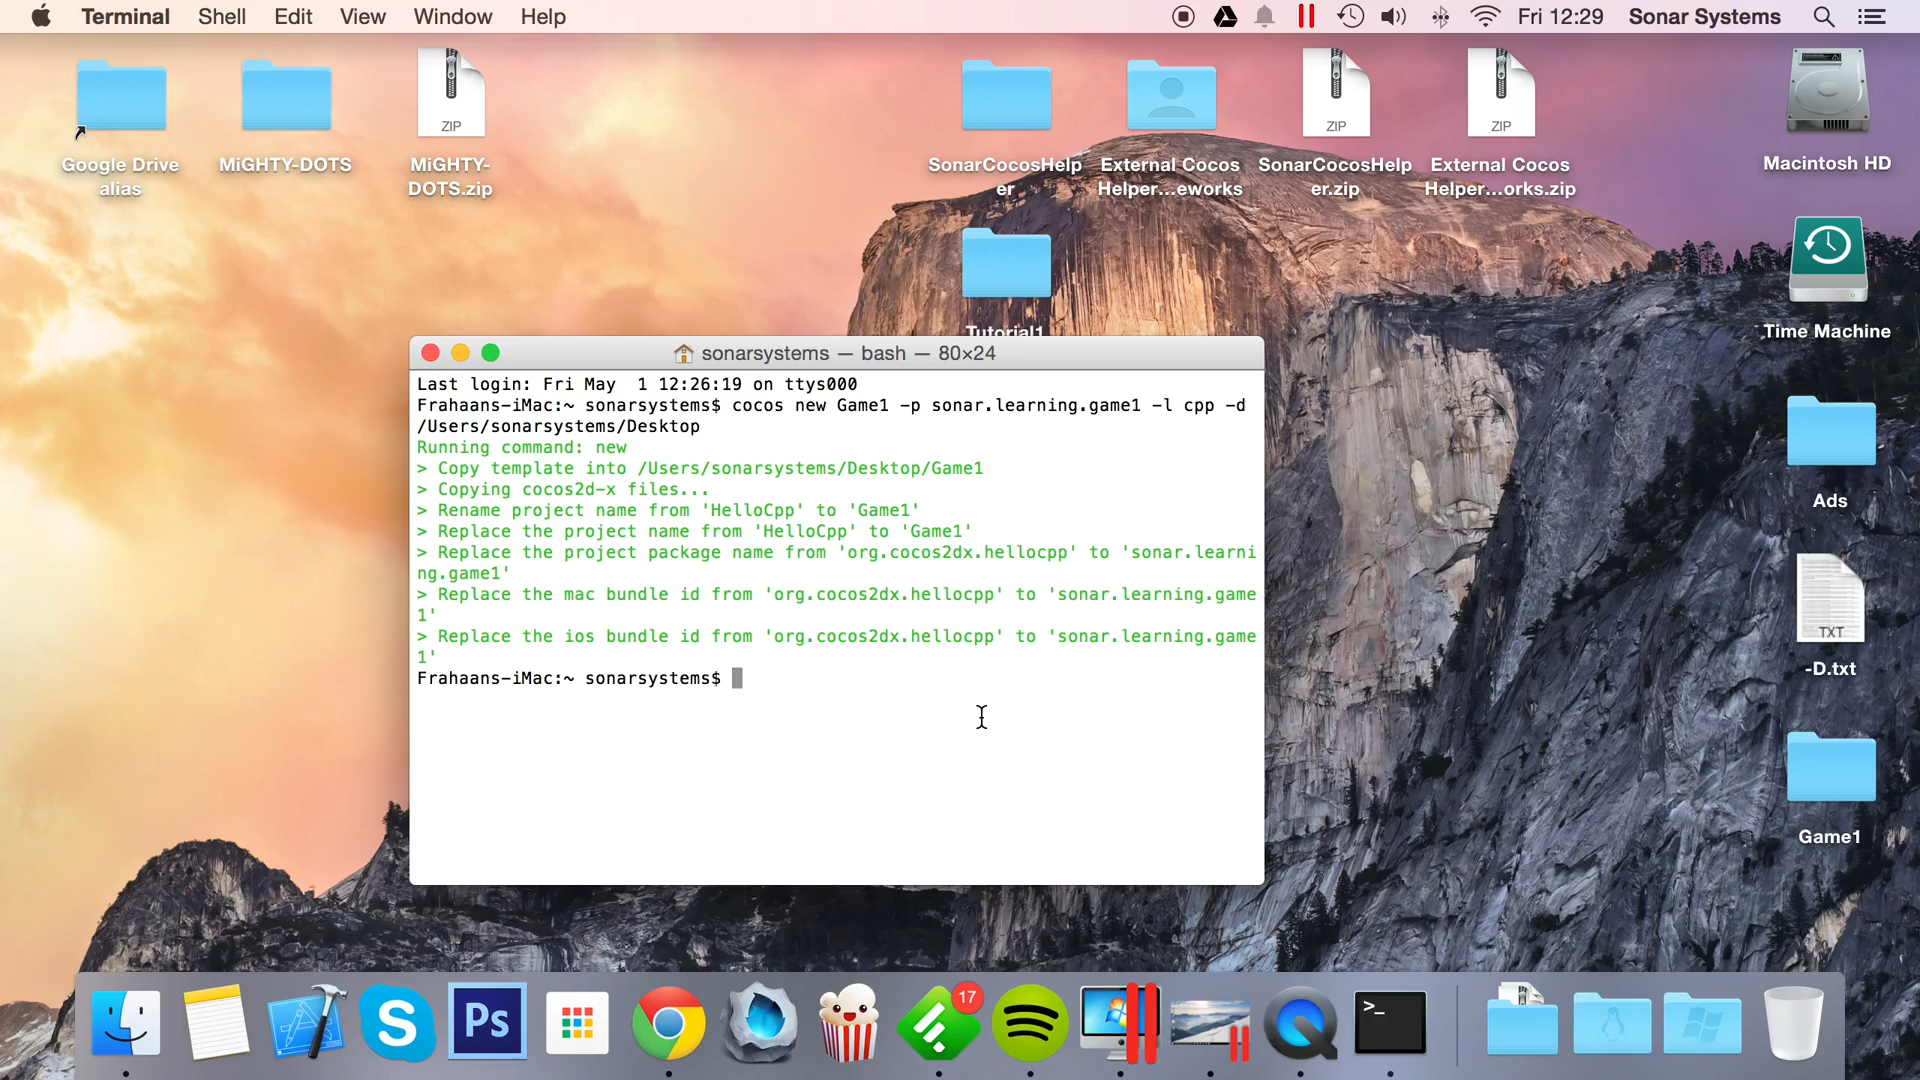 Terminal Shell Edit View Window Help Fri 12:29 Sonar Systems
ZIP
ZIP
ZIP
Google Drive
alias
MiGHTY-DOTS
MiGHTY-
DOTS.zip
SonarCocosHelp
er
External Cocos
Helper...eworks
SonarCocosHelp
er.zip
External Cocos
Helper...orks.zip
Macintosh HD
Tutorial1
Time Machine
sonarsystems — bash — 80×24
Last login: Fri May  1 12:26:19 on ttys000
Frahaans-iMac:~ sonarsystems$ cocos new Game1 -p sonar.learning.game1 -l cpp -d
/Users/sonarsystems/Desktop
Running command: new
> Copy template into /Users/sonarsystems/Desktop/Game1
> Copying cocos2d-x files...
> Rename project name from 'HelloCpp' to 'Game1'
> Replace the project name from 'HelloCpp' to 'Game1'
> Replace the project package name from 'org.cocos2dx.hellocpp' to 'sonar.learni
ng.game1'
> Replace the mac bundle id from 'org.cocos2dx.hellocpp' to 'sonar.learning.game
1'
> Replace the ios bundle id from 'org.cocos2dx.hellocpp' to 'sonar.learning.game
1'
Frahaans-iMac:~ sonarsystems$
Ads
TXT
-D.txt
Game1
S
Ps
17
>_